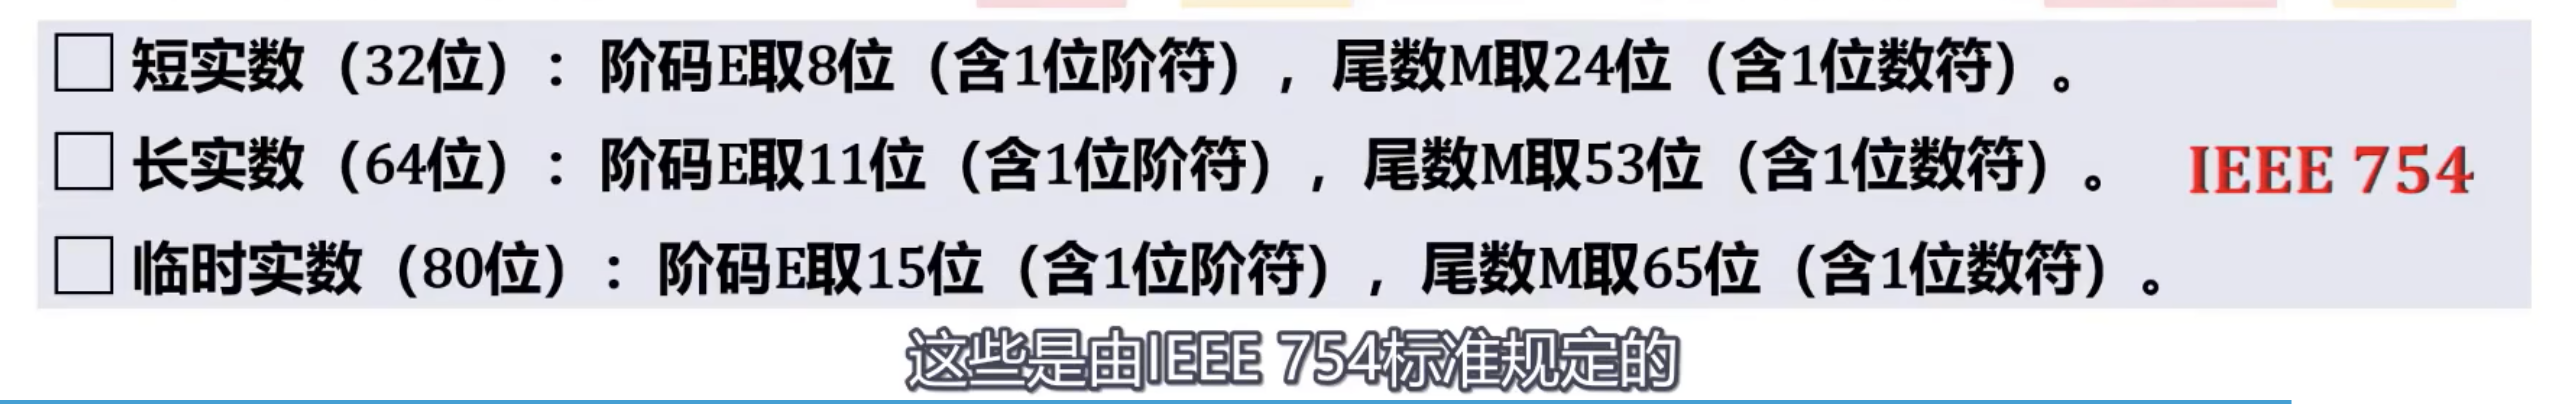 短实数（32位）：阶码E取8位（含1位阶符），尾数M取24位（含1位数符）。
长实数（64位）：阶码E取11位（含1位阶符），尾数M取53位（含1位数符）。 IEEE 754
临时实数（80位）：阶码E取15位（含1位阶符），尾数M取65位（含1位数符）。
这些是由IEEE 754标准规定的